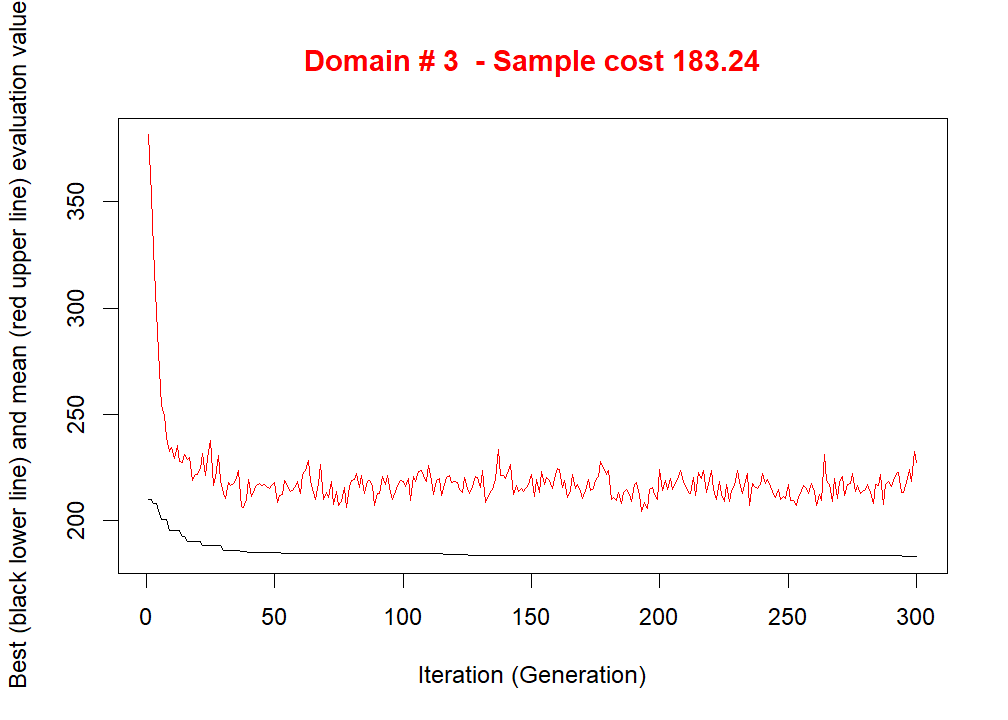 Domain # 3  - Sample cost 183.24
Best (black lower line) and mean (red upper line) evaluation value
350
300
250
200
0 50 100 150 200 250 300
Iteration (Generation)